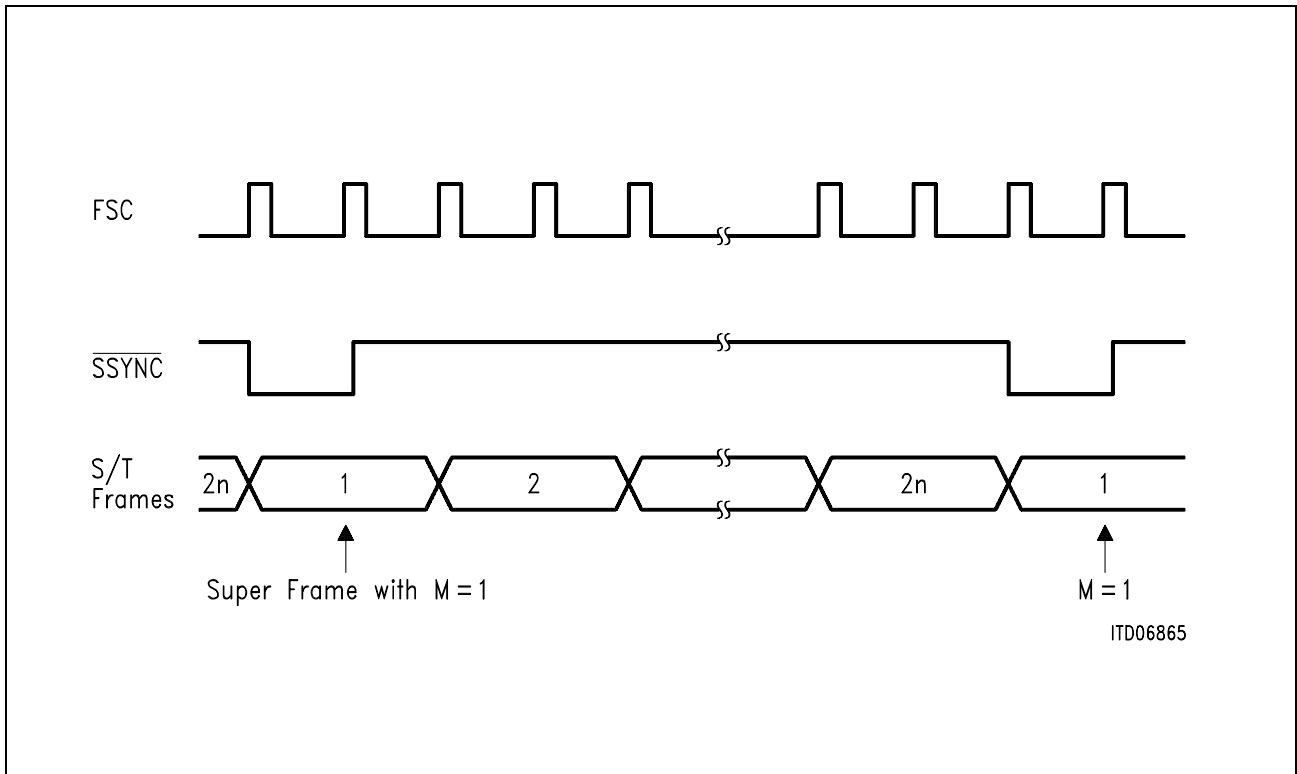 FSC
SSYNC
S/T
Frames
2n 1 2 2n 1
Super Frame with M=1
M=1
ITD06865